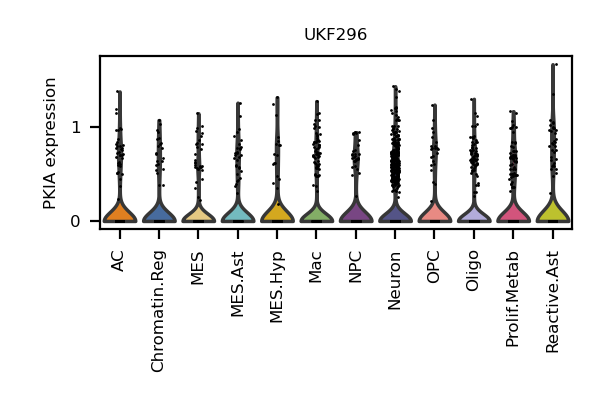 UKF296
PKIA expression
1
0
AC
Chromatin.Reg
MES
MES.Ast
MES.Hyp
Mac
NPC
Neuron
OPC
Oligo
Prolif.Metab
Reactive.Ast